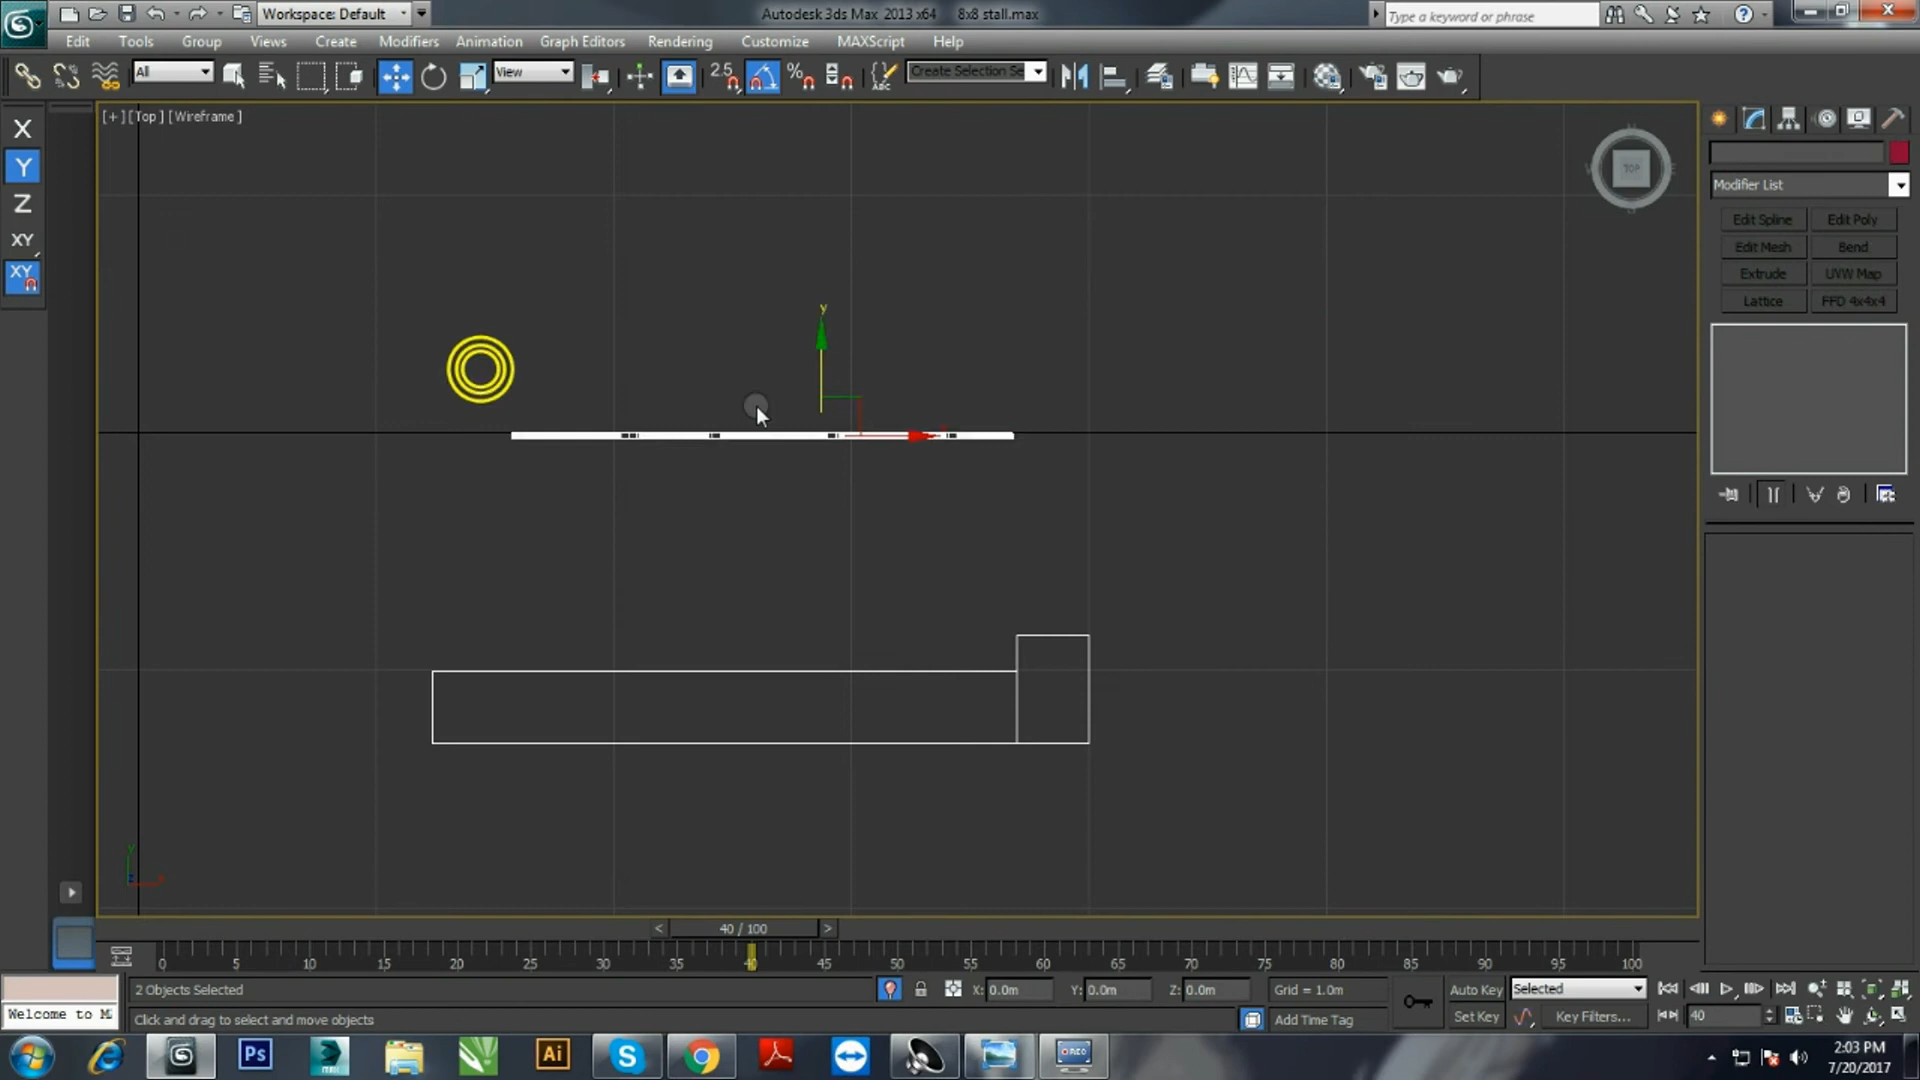 Workspace: Default
Autodesk 3ds Max 2013 x64 8x8 stall.max
Type a keyword or phrase
Edit Tools Group Views Create Modifiers Animation Graph Editors Rendering Customize MAXScript Help
All
View
2.5
Create Selection Se
[+] [Top ] [Wireframe ]
X
Y
Z
XY
XY
TOP
Modifier List
Edit Spline Edit Poly
Edit Mesh Bend
Extrude UVW Map
Lattice FFD 4x4x4
y
< 40 / 100 >
0 5 10 15 20 25 30 35 40 45 50 55 60 65 70 75 80 85 90 95 100
2 Objects Selected
X: 0.0m Y: 0.0m Z: 0.0m Grid = 1.0m
Auto Key Selected
Welcome to M
Click and drag to select and move objects
Add Time Tag
Set Key Key Filters... 40
Ps
Ai
2:03 PM
7/20/2017